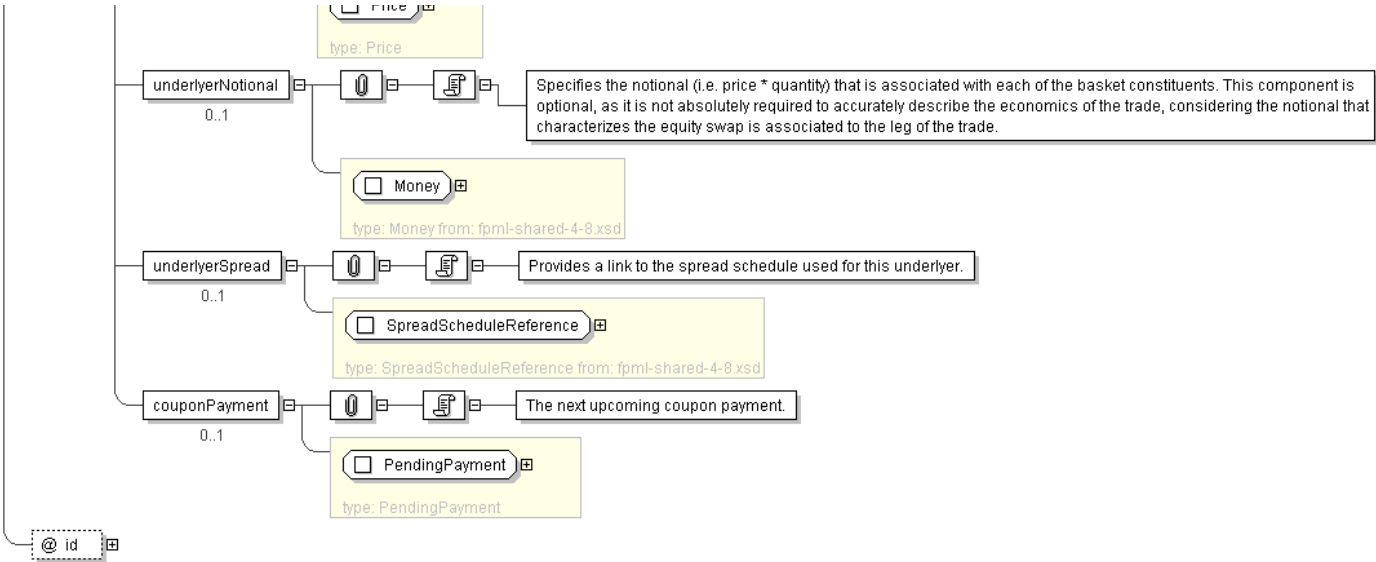 Price
type: Price
underlyerNotional
0..1
Specifies the notional (i.e. price * quantity) that is associated with each of the basket constituents. This component is
optional, as it is not absolutely required to accurately describe the economics of the trade, considering the notional that
characterizes the equity swap is associated to the leg of the trade.
Money
type: Money from: fpml-shared-4-8.xsd
underlyerSpread
0..1
Provides a link to the spread schedule used for this underlyer.
SpreadScheduleReference
type: SpreadScheduleReference from: fpml-shared-4-8.xsd
couponPayment
0..1
The next upcoming coupon payment.
PendingPayment
type: PendingPayment
@ id